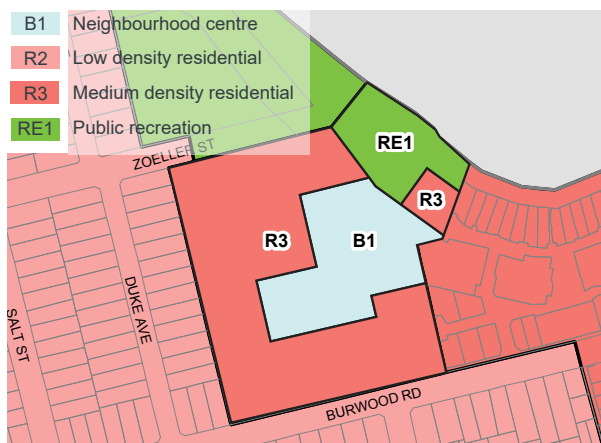 B1 Neighbourhood centre
R2 Low density residential
R3 Medium density residential
RE1 Public recreation
ZOELLER ST
RE1
R3
R3
B1
DUKE AVE
SALT ST
BURWOOD RD